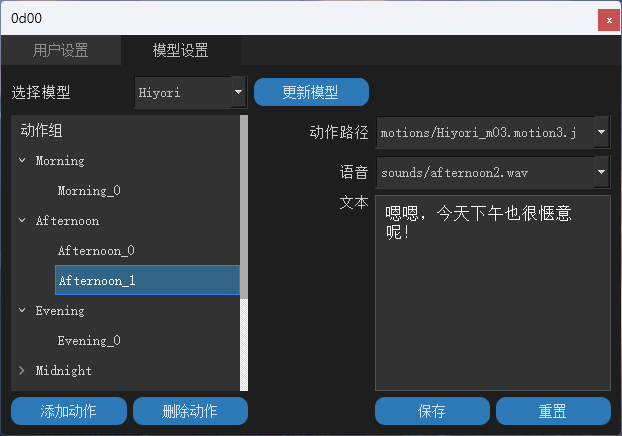 0d00
x
用户设置
模型设置
选择模型
Hiyori
更新模型
动作组
Morning
Morning_0
Afternoon
Afternoon_0
Afternoon_1
Evening
Evening_0
Midnight
添加动作
删除动作
动作路径
motions/Hiyori_m03.motion3.j
语音
sounds/afternoon2.wav
文本
嗯嗯，今天下午也很惬意
呢！
保存
重置